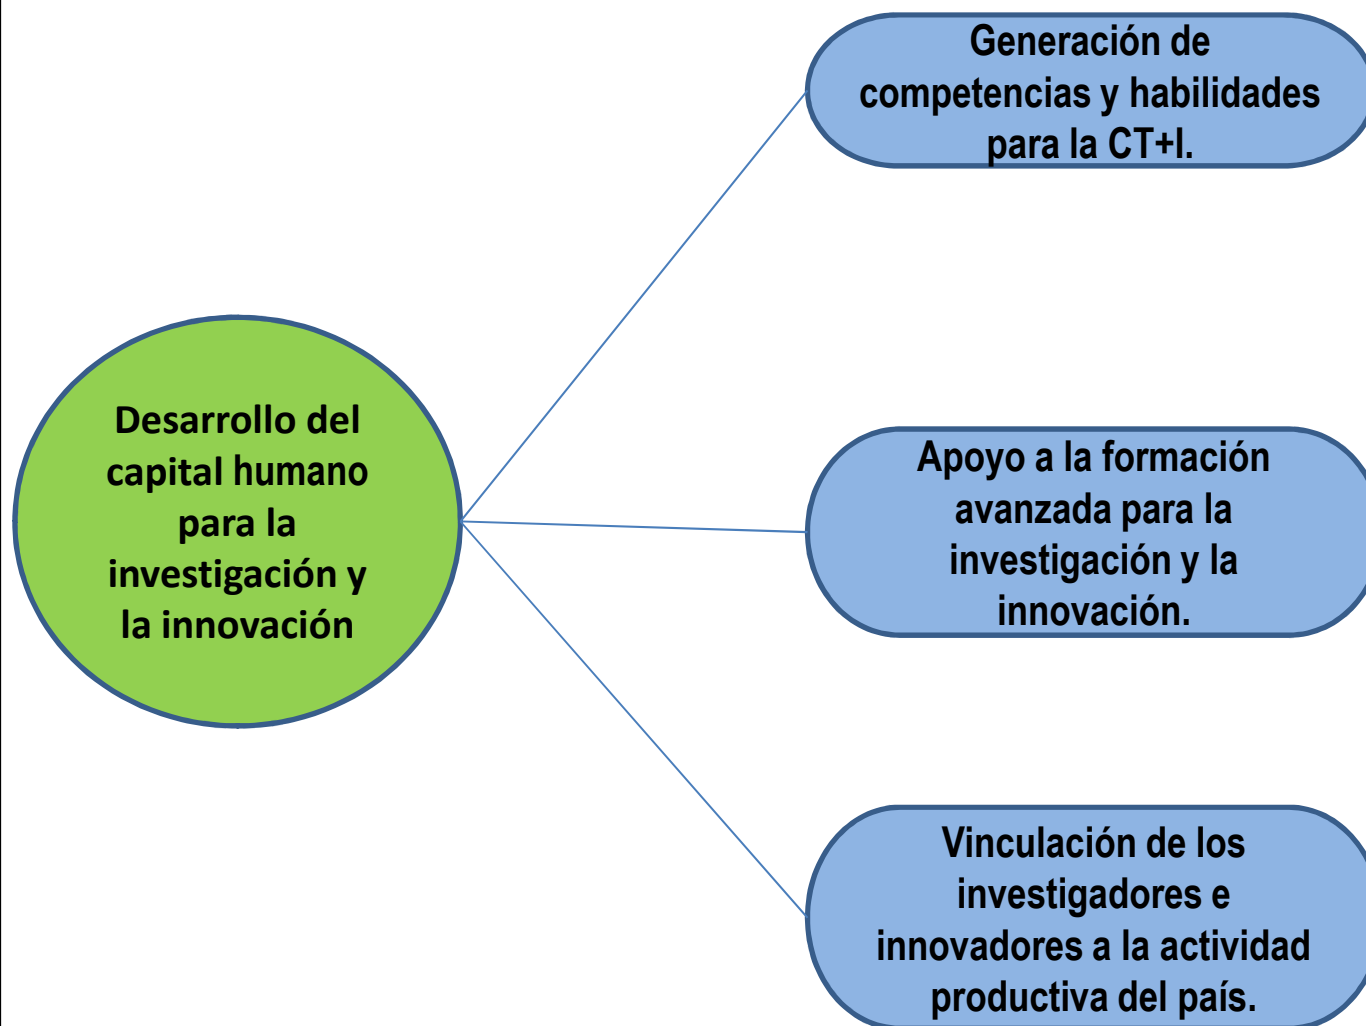 Generación de
competencias y habilidades
para la CT+I.
Desarrollo del
capital humano
para la
investigación y
la innovación
Apoyo a la formación
avanzada para la
investigación y la
innovación.
Vinculación de los
investigadores e
innovadores a la actividad
productiva del país.